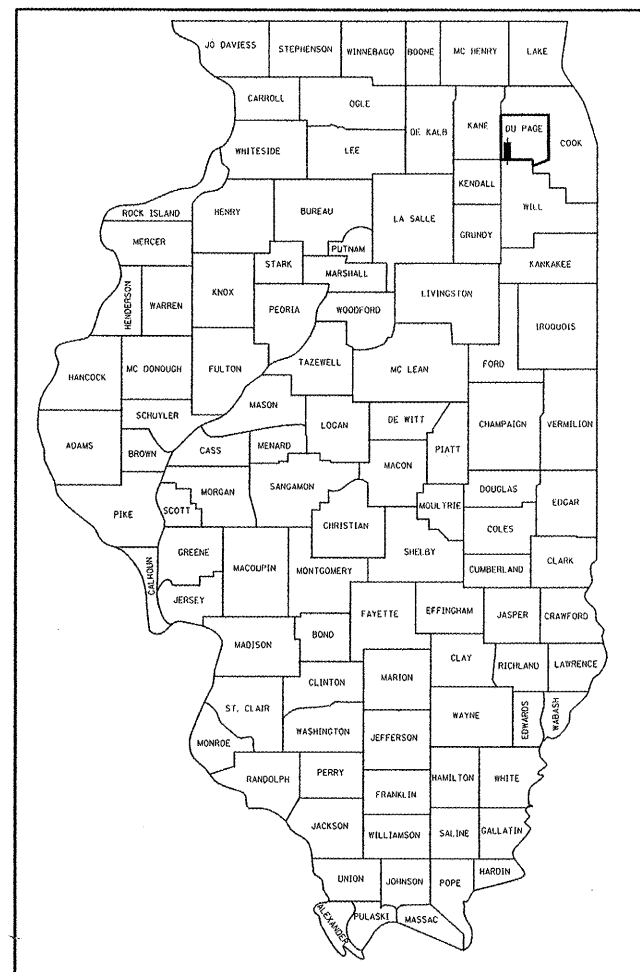 JO DAVIESS
STEPHENSON
WINNEBAGO
BOONE
MC HENRY
LAKE
CARROLL
OGLE
DE KALB
KANE
DU PAGE
COOK
WHITESIDE
LEE
KENDALL
WILL
ROCK ISLAND
HENRY
BUREAU
LA SALLE
GRUNDY
MERCER
PUTNAM
KANKAKEE
STARK
MARSHALL
HENDERSON
WARREN
KNOX
LIVINGSTON
PEORIA
WOODFORD
IROQUOIS
HANCOCK
MC DONOUGH
FULTON
TAZEWELL
MC LEAN
FORD
MASON
SCHUYLER
LOGAN
DE WITT
CHAMPAIGN
VERMILION
ADAMS
BROWN
CASS
MENARD
PIATT
MACON
MORGAN
SANGAMON
DOUGLAS
EDGAR
PIKE
SCOTT
CHRISTIAN
MOULTRIE
COLES
GREENE
MACOUPIN
MONTGOMERY
SHELBY
CUMBERLAND
CLARK
CALHOUN
JERSEY
FAYETTE
EFFINGHAM
JASPER
CRAWFORD
MADISON
BOND
CLAY
RICHLAND
LAWRENCE
CLINTON
MARION
ST. CLAIR
WAYNE
EDWARDS
WABASH
WASHINGTON
JEFFERSON
MONROE
RANDOLPH
PERRY
HAMILTON
WHITE
FRANKLIN
JACKSON
WILLIAMSON
SALINE
GALLATIN
UNION
JOHNSON
POPE
HARDIN
ALEXANDER
PULASKI
MASSAC